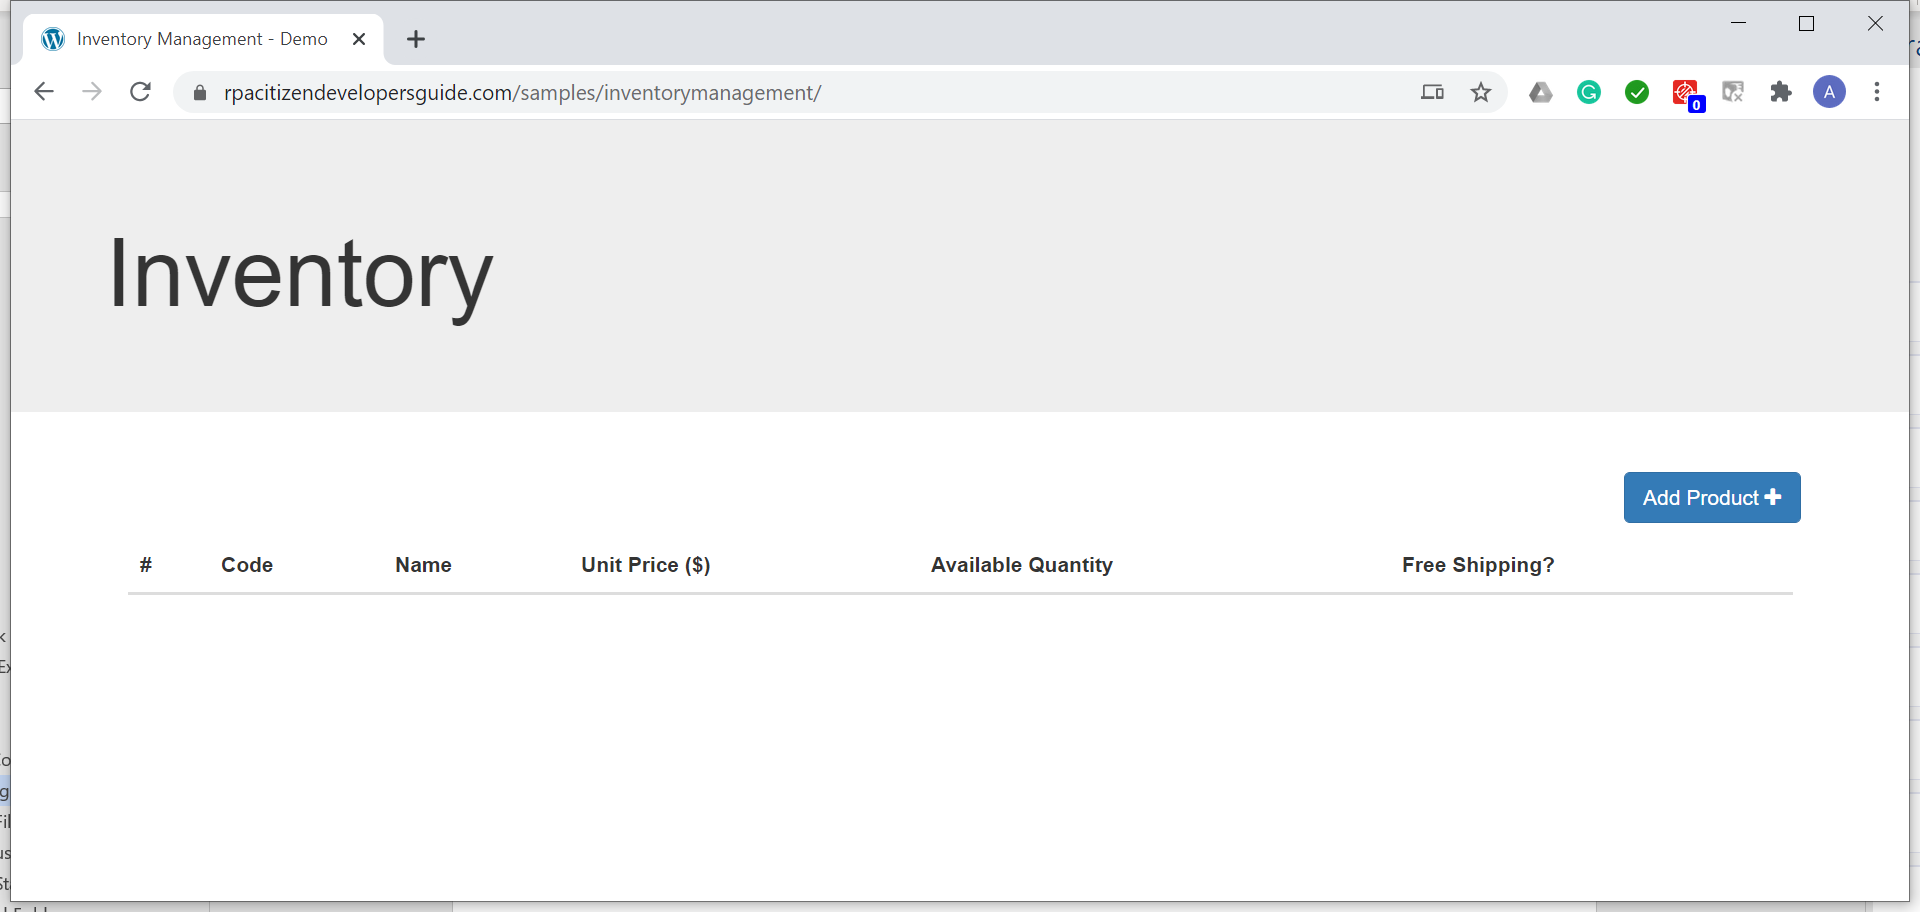 Inventory Management - Demo
rpacitizendevelopersguide.com/samples/inventorymanagement/
0
A
Inventory
Add Product
# Code Name Unit Price ($) Available Quantity Free Shipping?